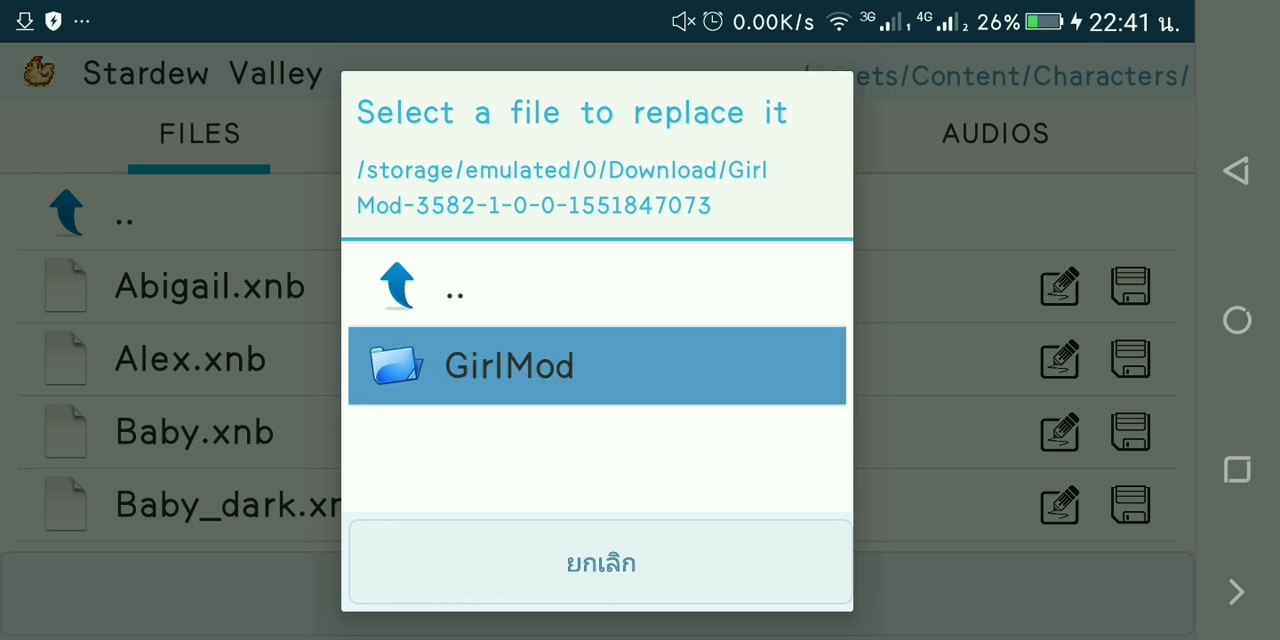 0.00K/s 3G 1 4G 2 26% 22:41 น.
Stardew Valley
ets/Content/Characters/
FILES
AUDIOS
Select a file to replace it
/storage/emulated/0/Download/Girl
Mod-3582-1-0-0-1551847073
..
..
GirlMod
Abigail.xnb
Alex.xnb
Baby.xnb
Baby_dark.xn
ยกเลิก